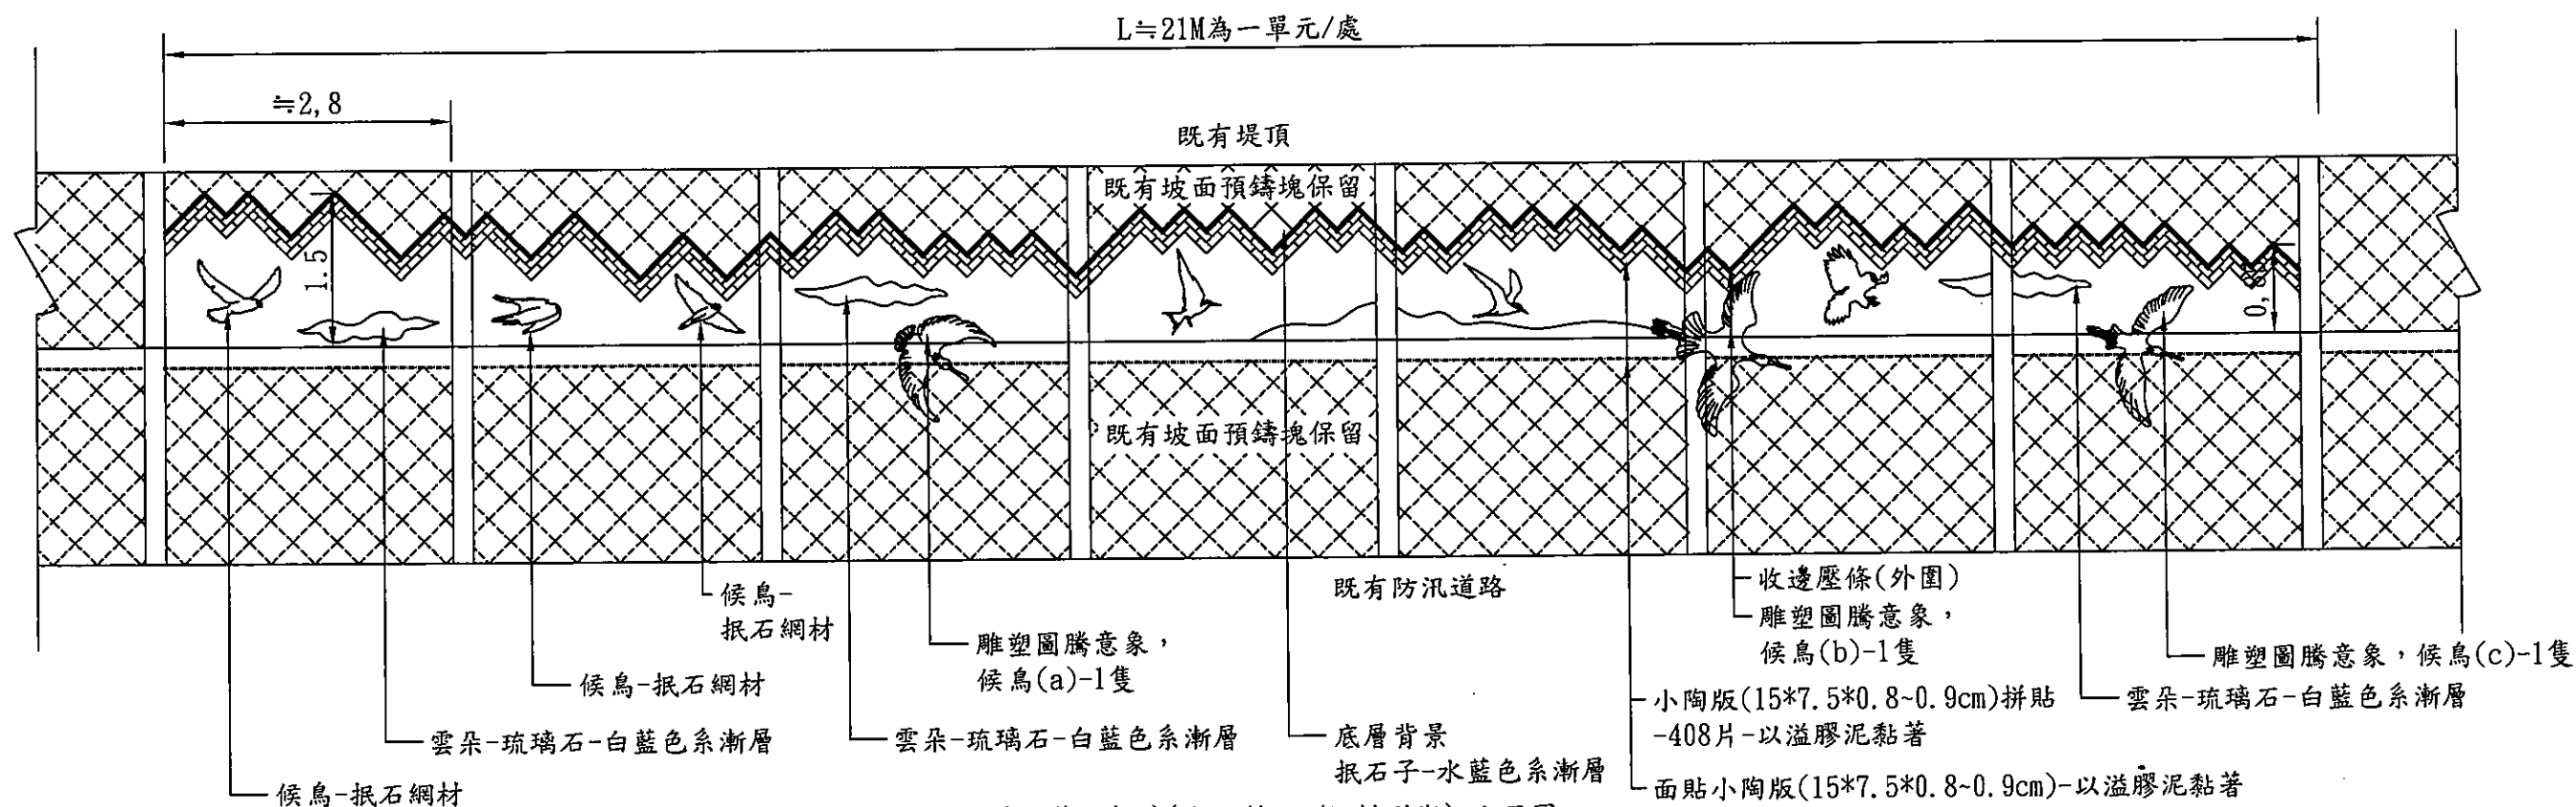 L≒21M為一單元/處
≒2,8
既有堤頂
既有坡面預鑄塊保留
1.5
既有坡面預鑄塊保留
既有防汛道路
候鳥-
抿石網材
收邊壓條(外圍)
雕塑圖騰意象，
候鳥(b)-1隻
雕塑圖騰意象，
候鳥(a)-1隻
雕塑圖騰意象，候鳥(c)-1隻
候鳥-抿石網材
小陶版(15*7.5*0.8~0.9cm)拼貼
-408片-以溢膠泥黏著
雲朵-琉璃石-白藍色系漸層
雲朵-琉璃石-白藍色系漸層
雲朵-琉璃石-白藍色系漸層
底層背景
抿石子-水藍色系漸層
面貼小陶版(15*7.5*0.8~0.9cm)-以溢膠泥黏著
候鳥-抿石網材